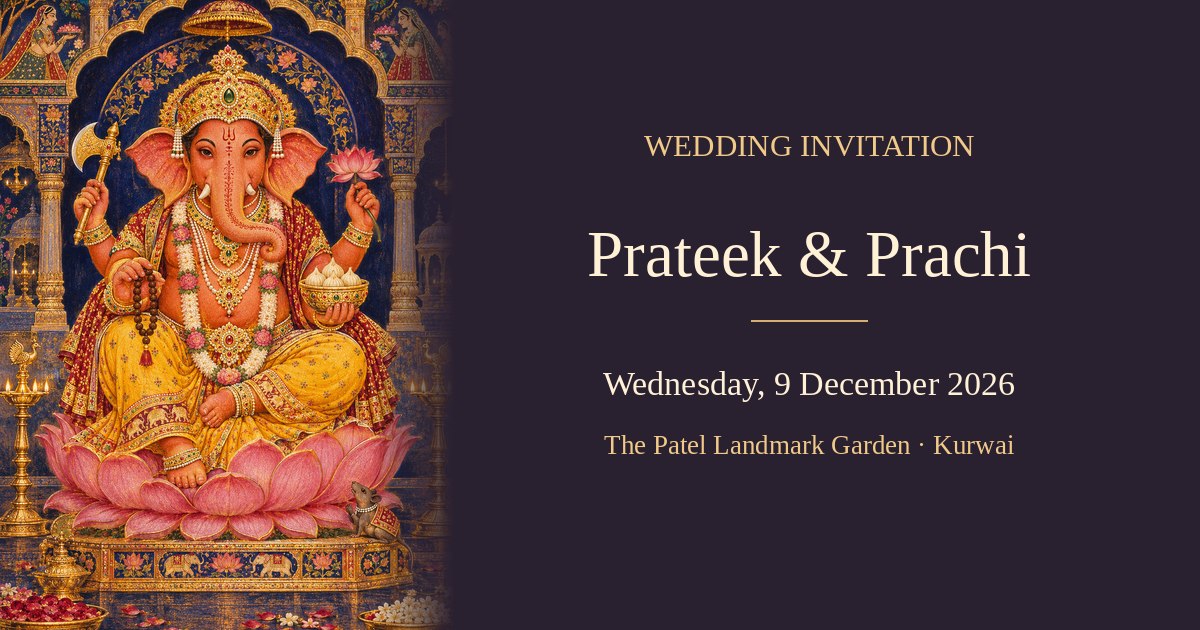 WEDDING INVITATION
Prateek & Prachi
Wednesday, 9 December 2026
The Patel Landmark Garden · Kurwai